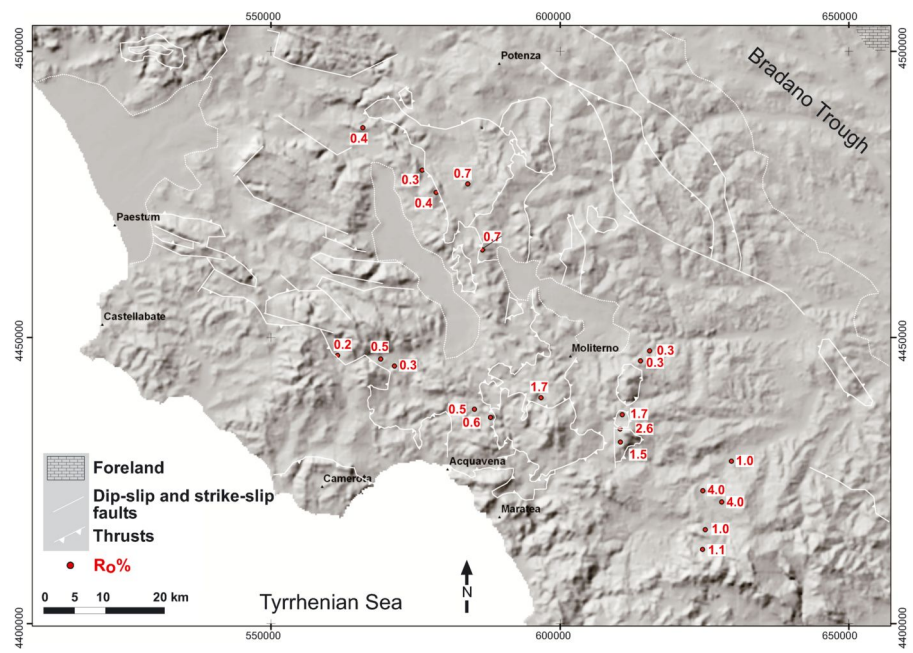 550000
600000
650000
4500000
4500000
Potenza
Bradano Trough
0.4
0.3
0.7
0.4
Paestum
0.7
Castellabate
4450000
4450000
0.2
0.5
0.3
Moliterno
0.3
0.3
1.7
0.5
0.6
1.7
2.6
1.5
Acquavena
1.0
Foreland
Camerota
4.0
4.0
Dip-slip and strike-slip
faults
Maratea
Thrusts
1.0
Ro%
1.1
0 5 10 20 km
N
Tyrrhenian Sea
4400000
4400000
550000
600000
650000